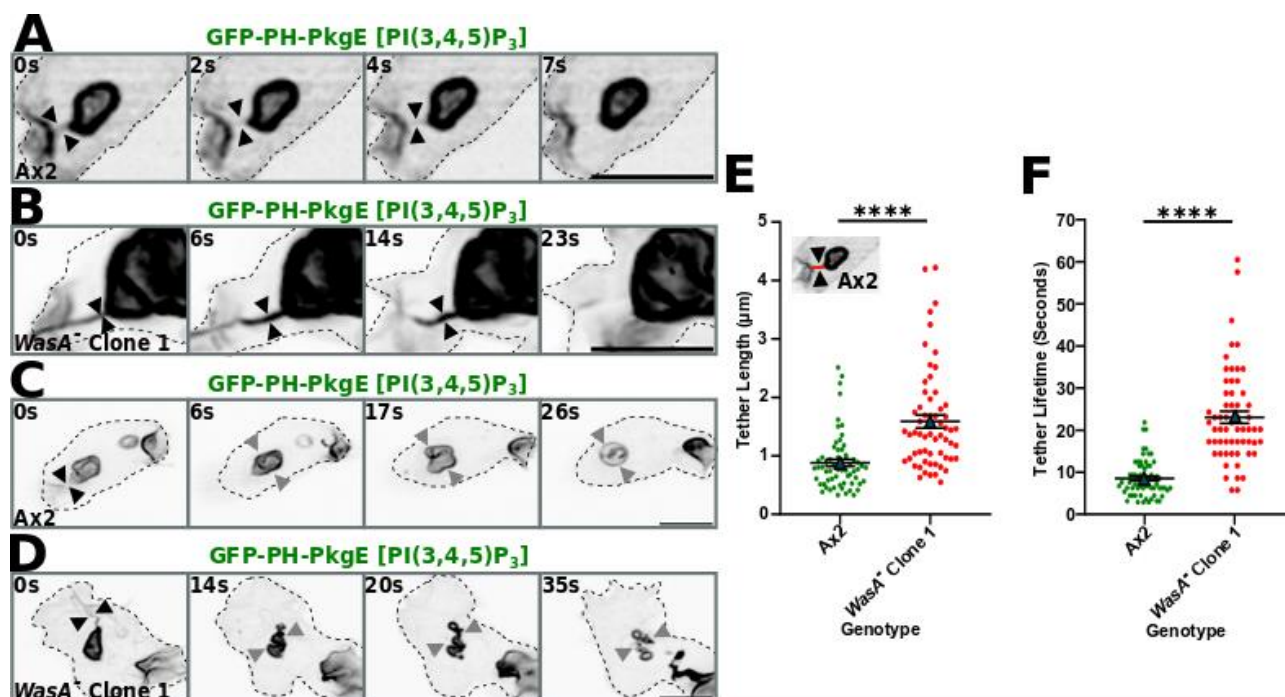 A
GFP-PH-PkgE [PI(3,4,5)P3]
0s
2s
4s
7s
Ax2
B
GFP-PH-PkgE [PI(3,4,5)P3]
0s
6s
14s
23s
WasA- Clone 1
C
GFP-PH-PkgE [PI(3,4,5)P3]
0s
6s
17s
26s
Ax2
D
GFP-PH-PkgE [PI(3,4,5)P3]
0s
14s
20s
35s
WasA- Clone 1
E
****
Tether Length (µm)
5
4
3
2
1
0
Ax2
Ax2
WasA- Clone 1
Genotype
F
****
Tether Lifetime (Seconds)
70
60
50
40
30
20
10
0
Ax2
WasA- Clone 1
Genotype